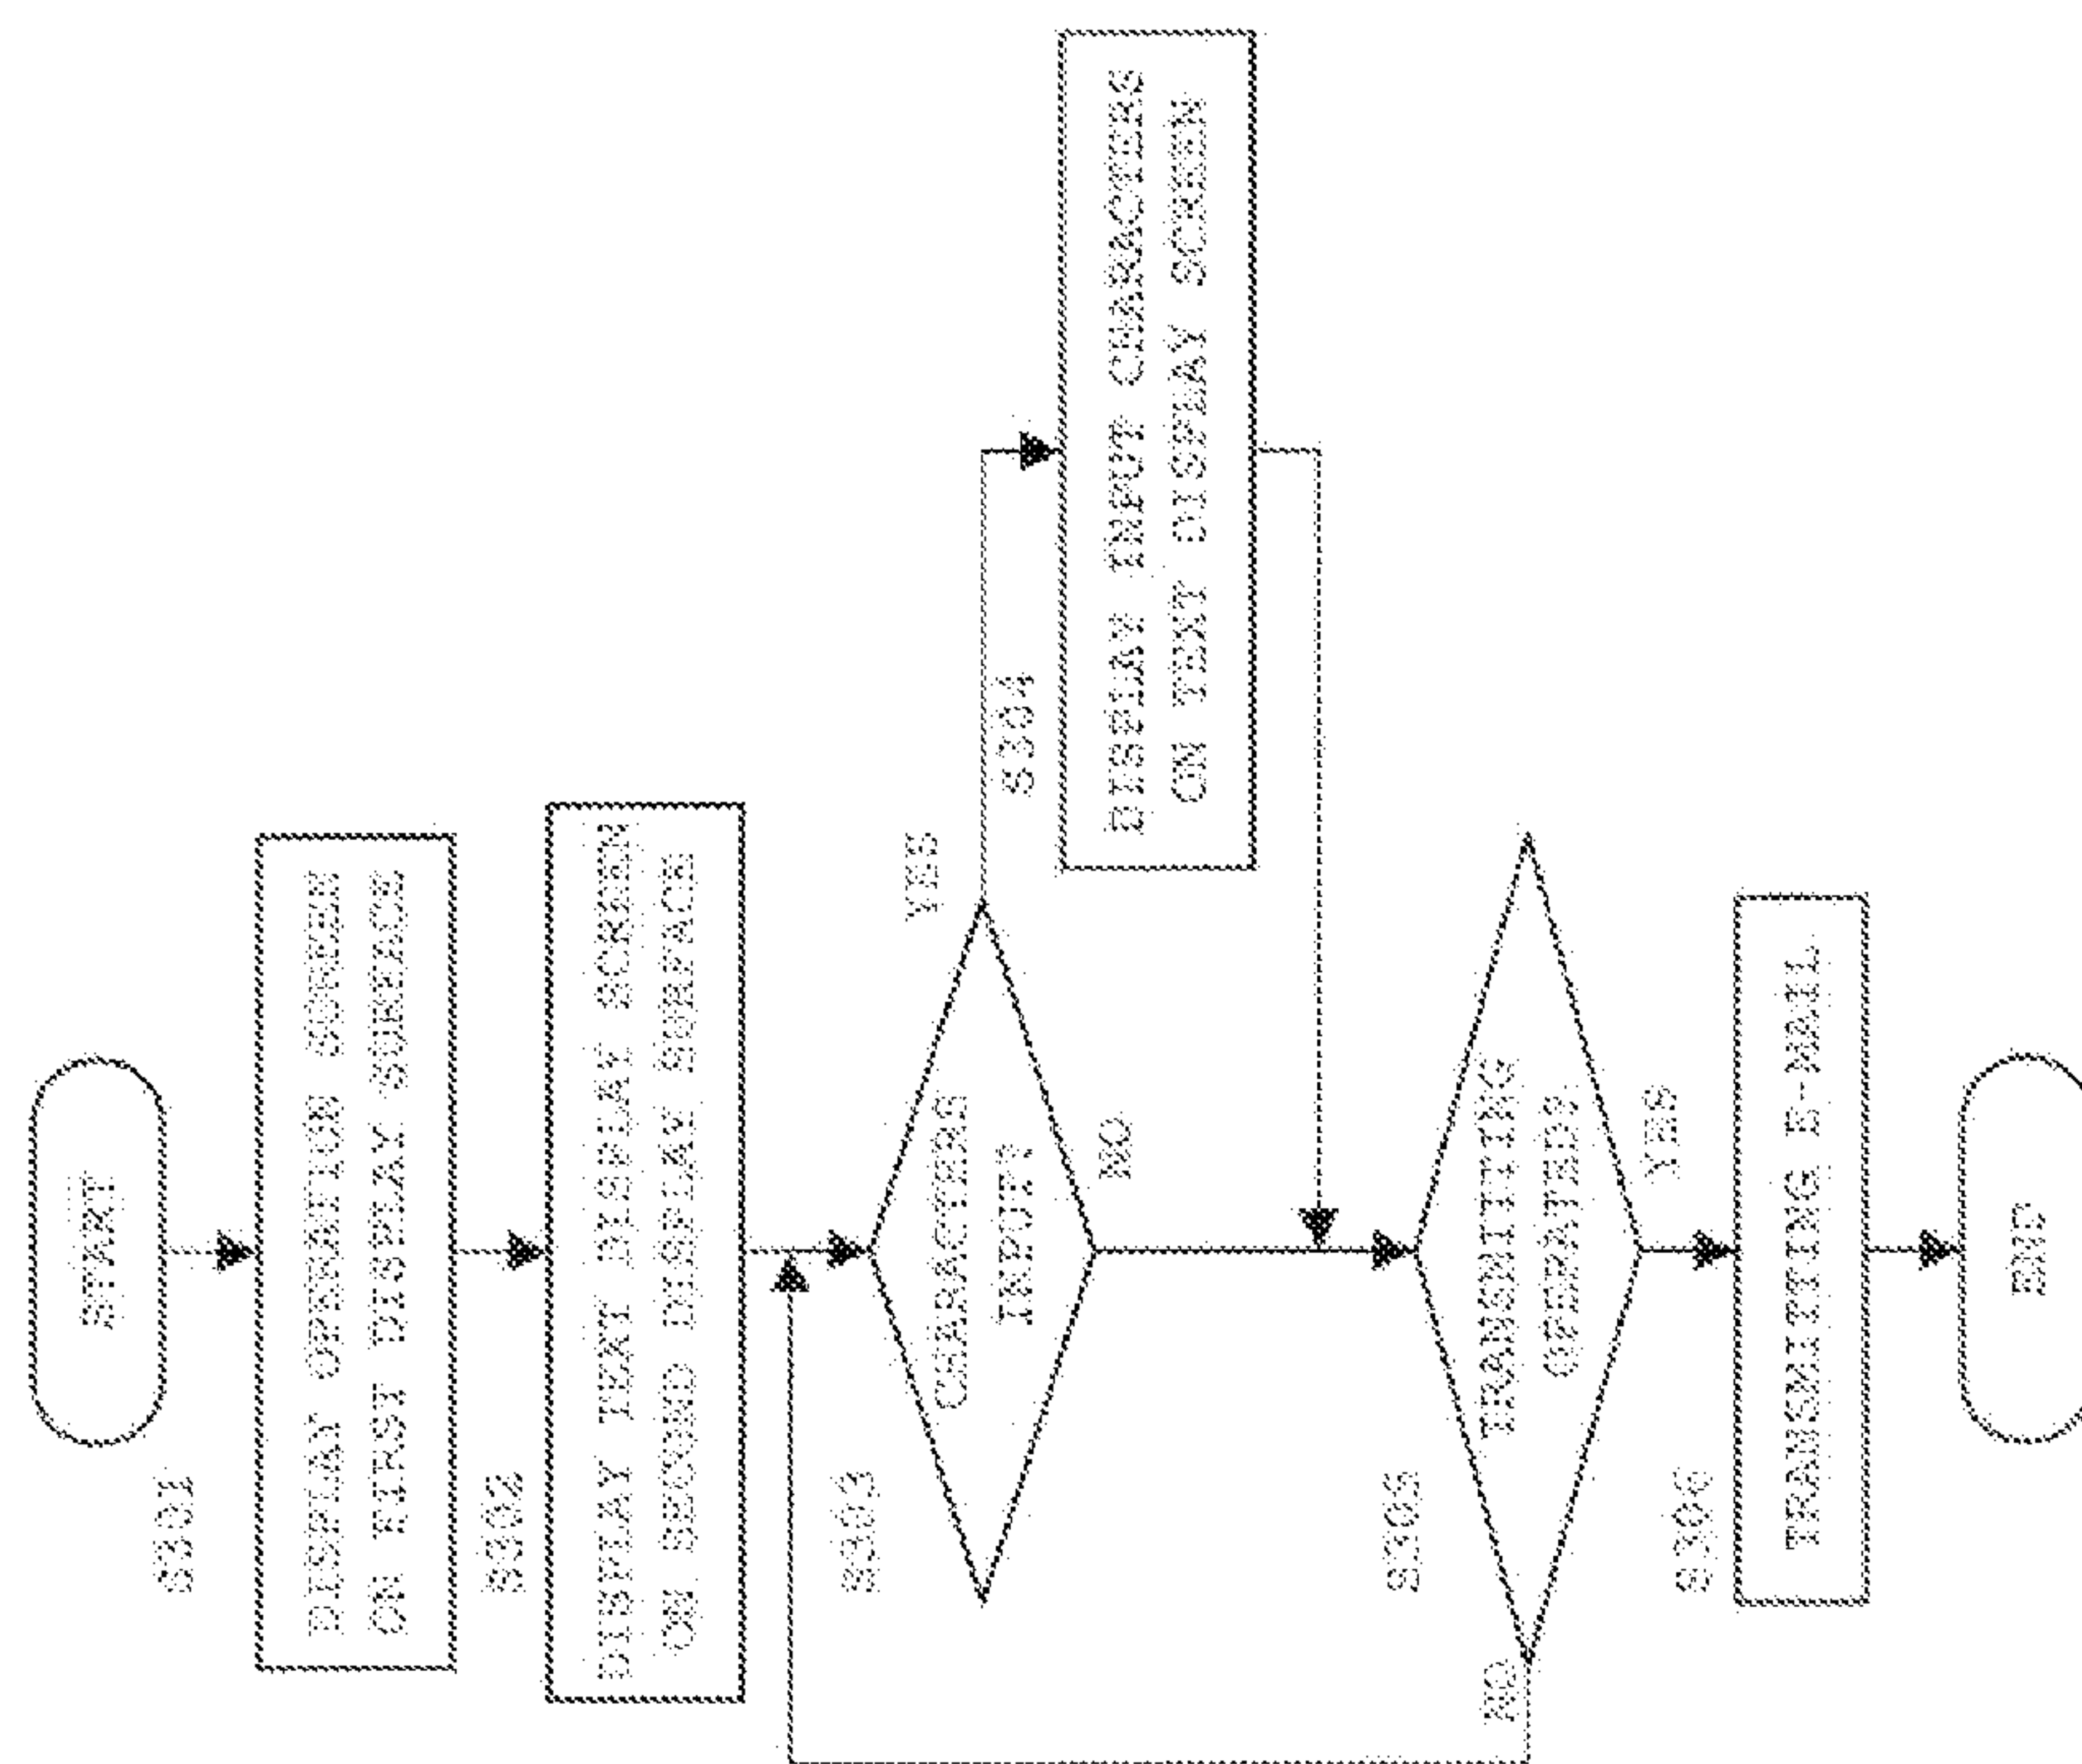 START
S301
DISPLAY OPERATION SCREEN
ON FIRST DISPLAY SURFACE
S302
DISPLAY TEXT DISPLAY SCREEN
ON SECOND DISPLAY SURFACE
S303
CHARACTERS
INPUT?
YES
NO
S304
DISPLAY INPUT CHARACTERS
ON TEXT DISPLAY SCREEN
S305
TRANSMITTING
OPERATED?
NO
YES
S306
TRANSMITTING E-MAIL
END